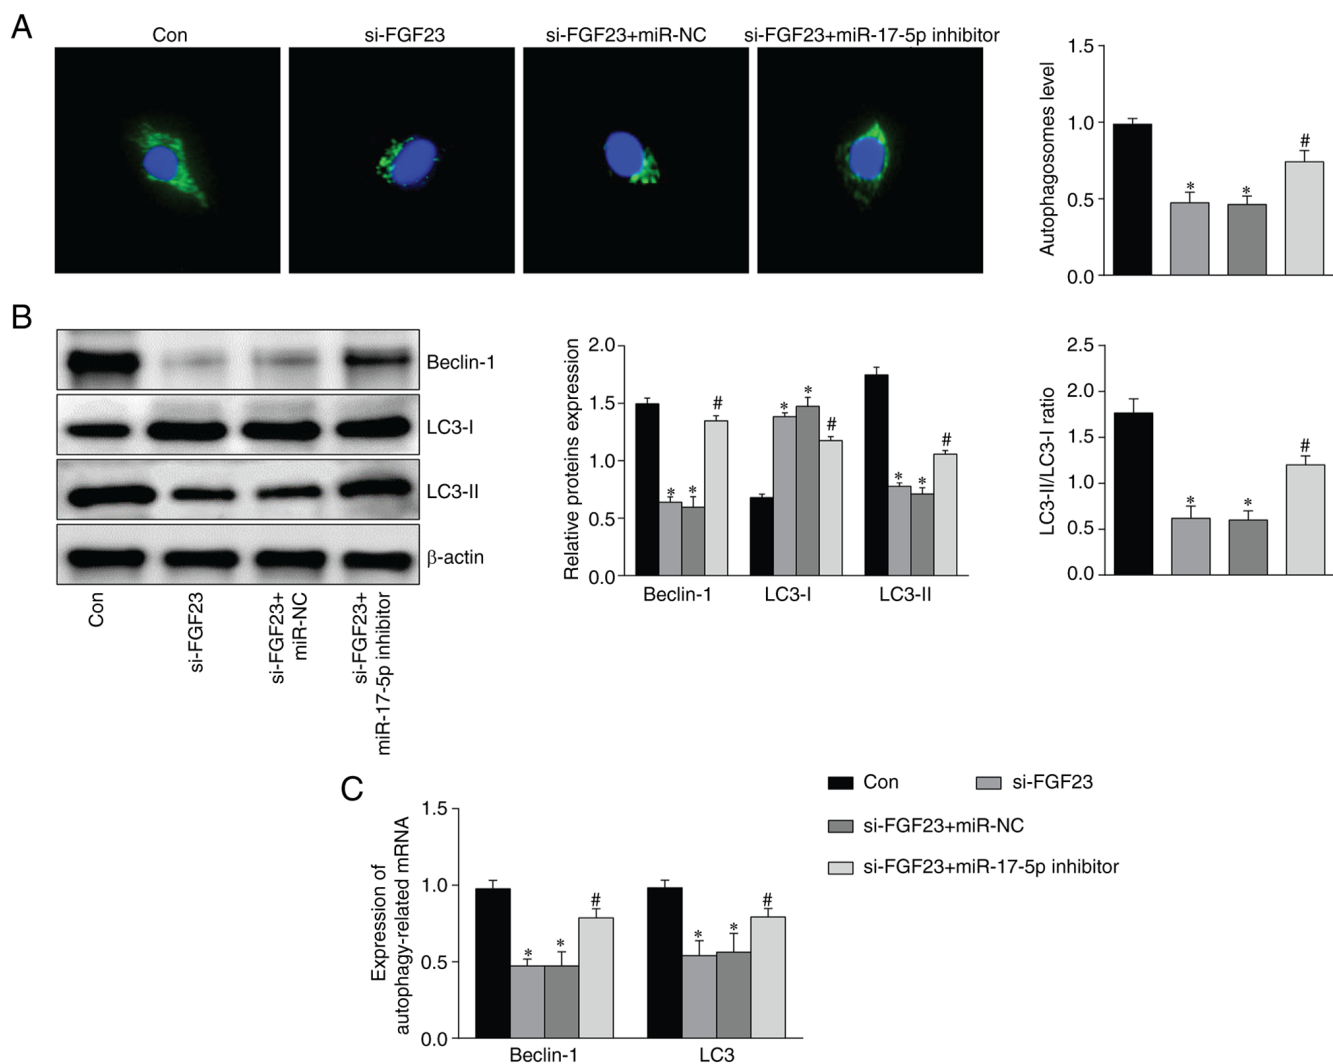 A
Con
si-FGF23
si-FGF23+miR-NC
si-FGF23+miR-17-5p inhibitor
Autophagosomes level
1.5
1.0
0.5
0.0
*
*
#
B
Beclin-1
LC3-I
LC3-II
β-actin
Con
si-FGF23
si-FGF23+
miR-NC
si-FGF23+
miR-17-5p inhibitor
Relative proteins expression
2.0
1.5
1.0
0.5
0.0
* *
#
*
*
#
*
*
#
Beclin-1
LC3-I
LC3-II
LC3-II/LC3-I ratio
2.5
2.0
1.5
1.0
0.5
0.0
*
*
#
C
Expression of
autophagy-related mRNA
1.5
1.0
0.5
0.0
*
*
#
*
*
#
Beclin-1
LC3
Con
si-FGF23
si-FGF23+miR-NC
si-FGF23+miR-17-5p inhibitor